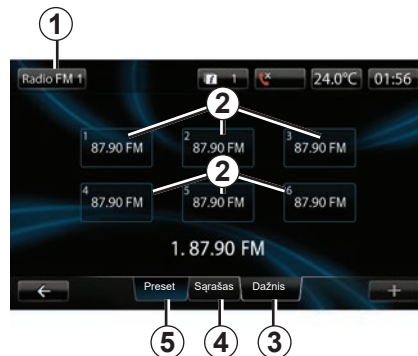 1
Radio FM 1
1
24.0°C
01:56
2
1 87.90 FM
2 87.90 FM
3 87.90 FM
2
4 87.90 FM
5 87.90 FM
6 87.90 FM
1. 87.90 FM
Preset
Sąrašas
Dažnis
+
5
4
3